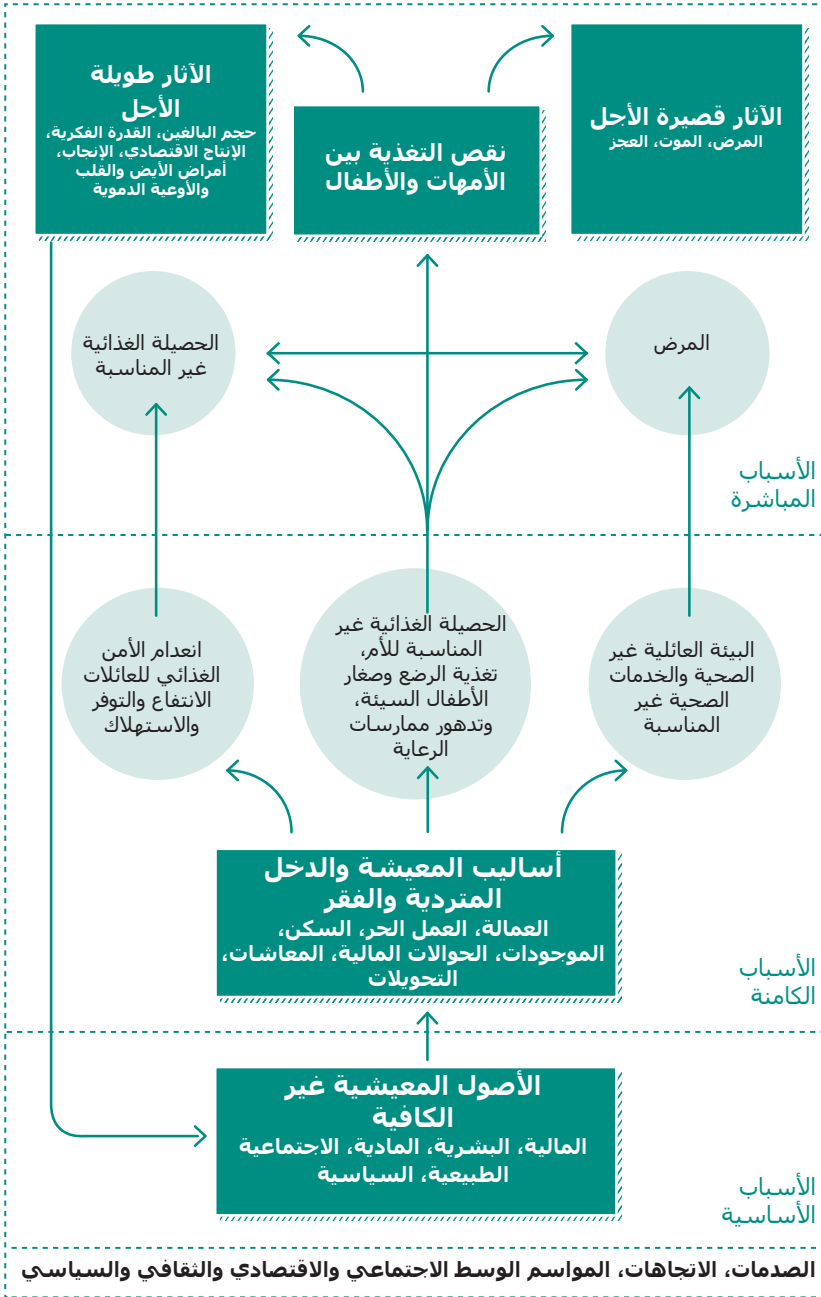 الآثار قصيرة الأجل
المرض، الموت، العجز
نقص التغذية بين
الأمهات والأطفال
الآثار طويلة
الأجل
حجم البالغين، القدرة الفكرية،
الإنتاج الاقتصادي، الإنجاب،
أمراض الأيض والقلب
والأوعية الدموية
المرض
الحصيلة الغذائية
غير المناسبة
الأسباب
المباشرة
البيئة العائلية غير
الصحية والخدمات
الصحية غير
المناسبة
الحصيلة الغذائية غير
المناسبة للأم،
تغذية الرضع وصغار
الأطفال السيئة،
وتدهور ممارسات
الرعاية
انعدام الأمن
الغذائي للعائلات
الانتفاع والتوفر
والاستهلاك
أساليب المعيشة والدخل
المتردية والفقر
العمالة، العمل الحر، السكن،
الموجودات، الحوالات المالية، المعاشات،
التحويلات
الأسباب
الكامنة
الأصول المعيشية غير
الكافية
المالية، البشرية، المادية، الاجتماعية
الطبيعية، السياسية
الأسباب
الأساسية
الصدمات، الاتجاهات، المواسم الوسط الاجتماعي والاقتصادي والثقافي والسياسي